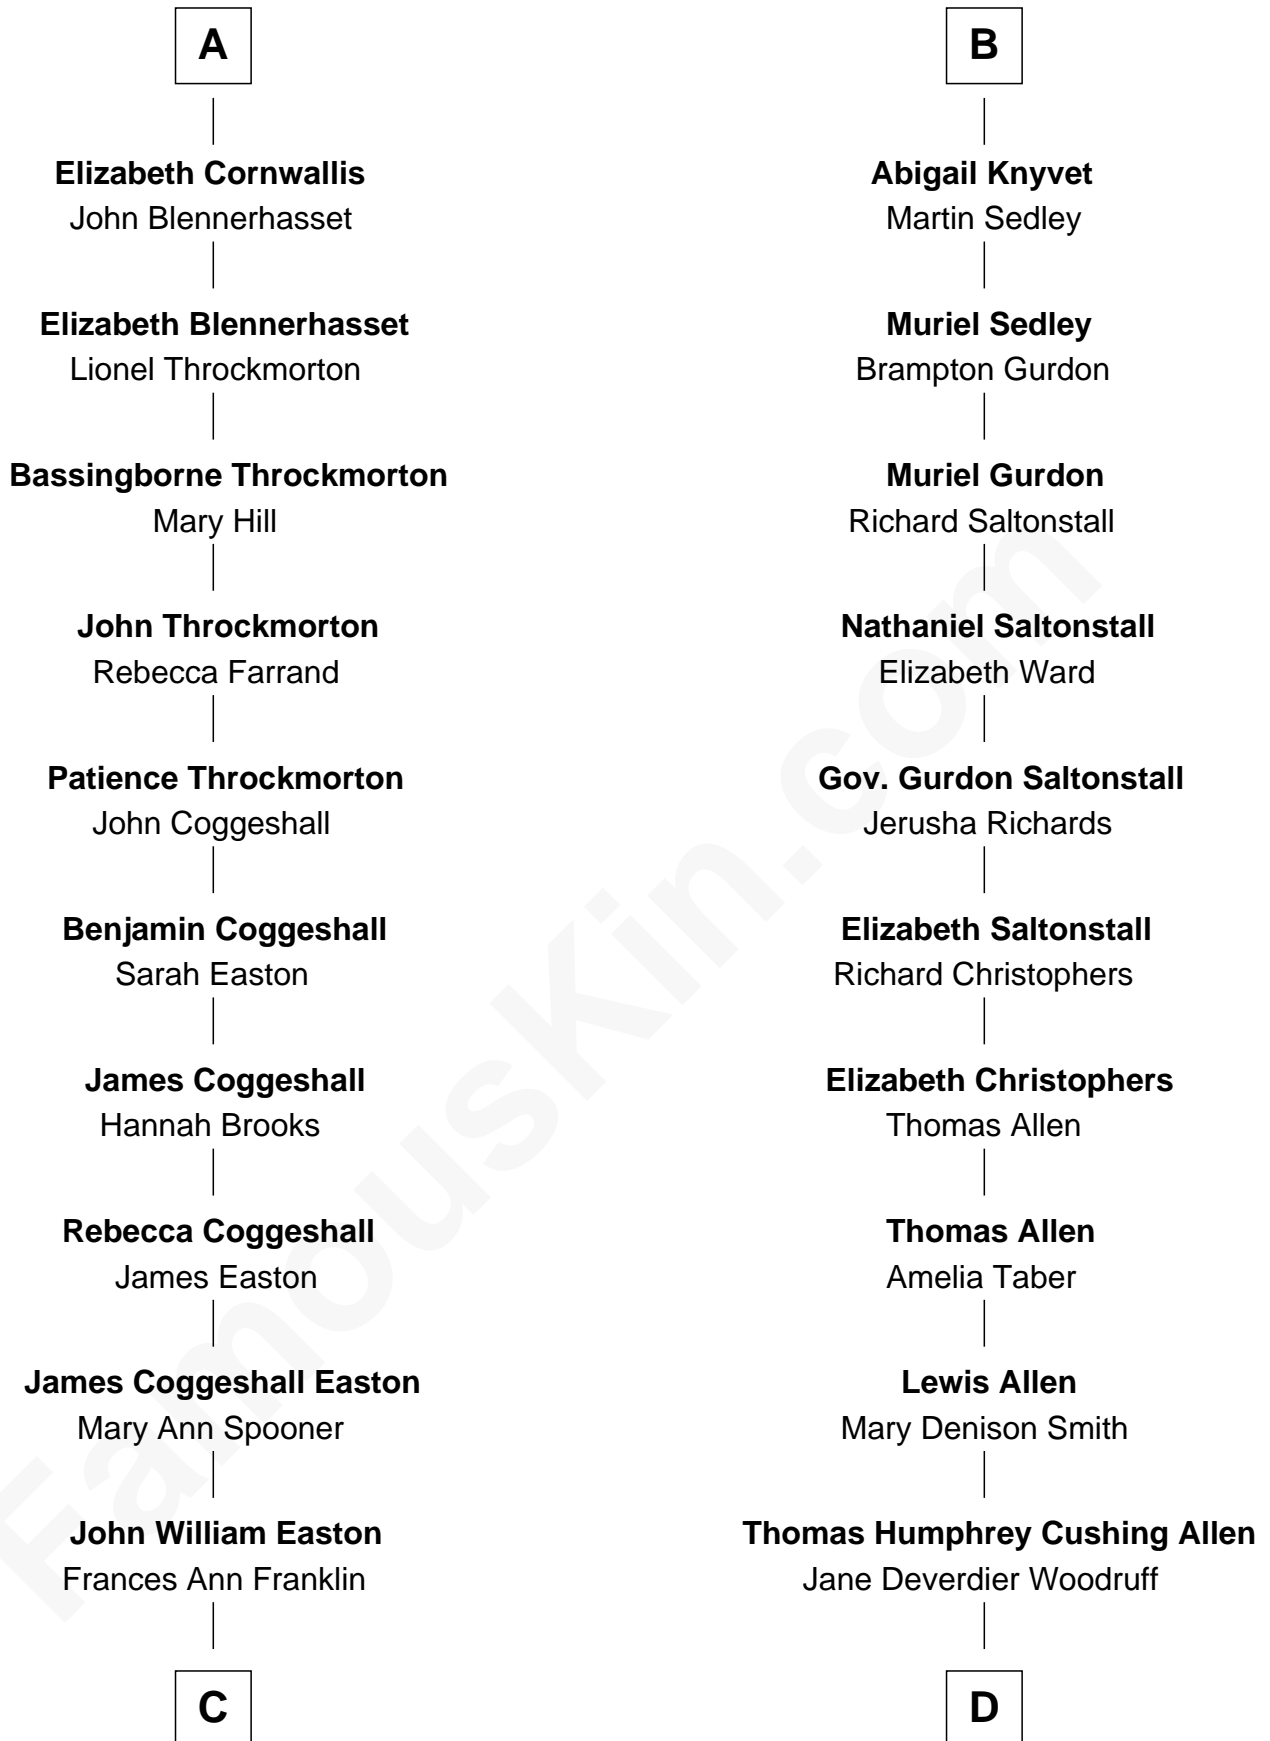 A
Elizabeth Cornwallis
John Blennerhasset
Elizabeth Blennerhasset
Lionel Throckmorton
Bassingborne Throckmorton
Mary Hill
John Throckmorton
Rebecca Farrand
Patience Throckmorton
John Coggeshall
Benjamin Coggeshall
Sarah Easton
James Coggeshall
Hannah Brooks
Rebecca Coggeshall
James Easton
James Coggeshall Easton
Mary Ann Spooner
John William Easton
Frances Ann Franklin
C
B
Abigail Knyvet
Martin Sedley
Muriel Sedley
Brampton Gurdon
Muriel Gurdon
Richard Saltonstall
Nathaniel Saltonstall
Elizabeth Ward
Gov. Gurdon Saltonstall
Jerusha Richards
Elizabeth Saltonstall
Richard Christophers
Elizabeth Christophers
Thomas Allen
Thomas Allen
Amelia Taber
Lewis Allen
Mary Denison Smith
Thomas Humphrey Cushing Allen
Jane Deverdier Woodruff
D
FamousKin.com